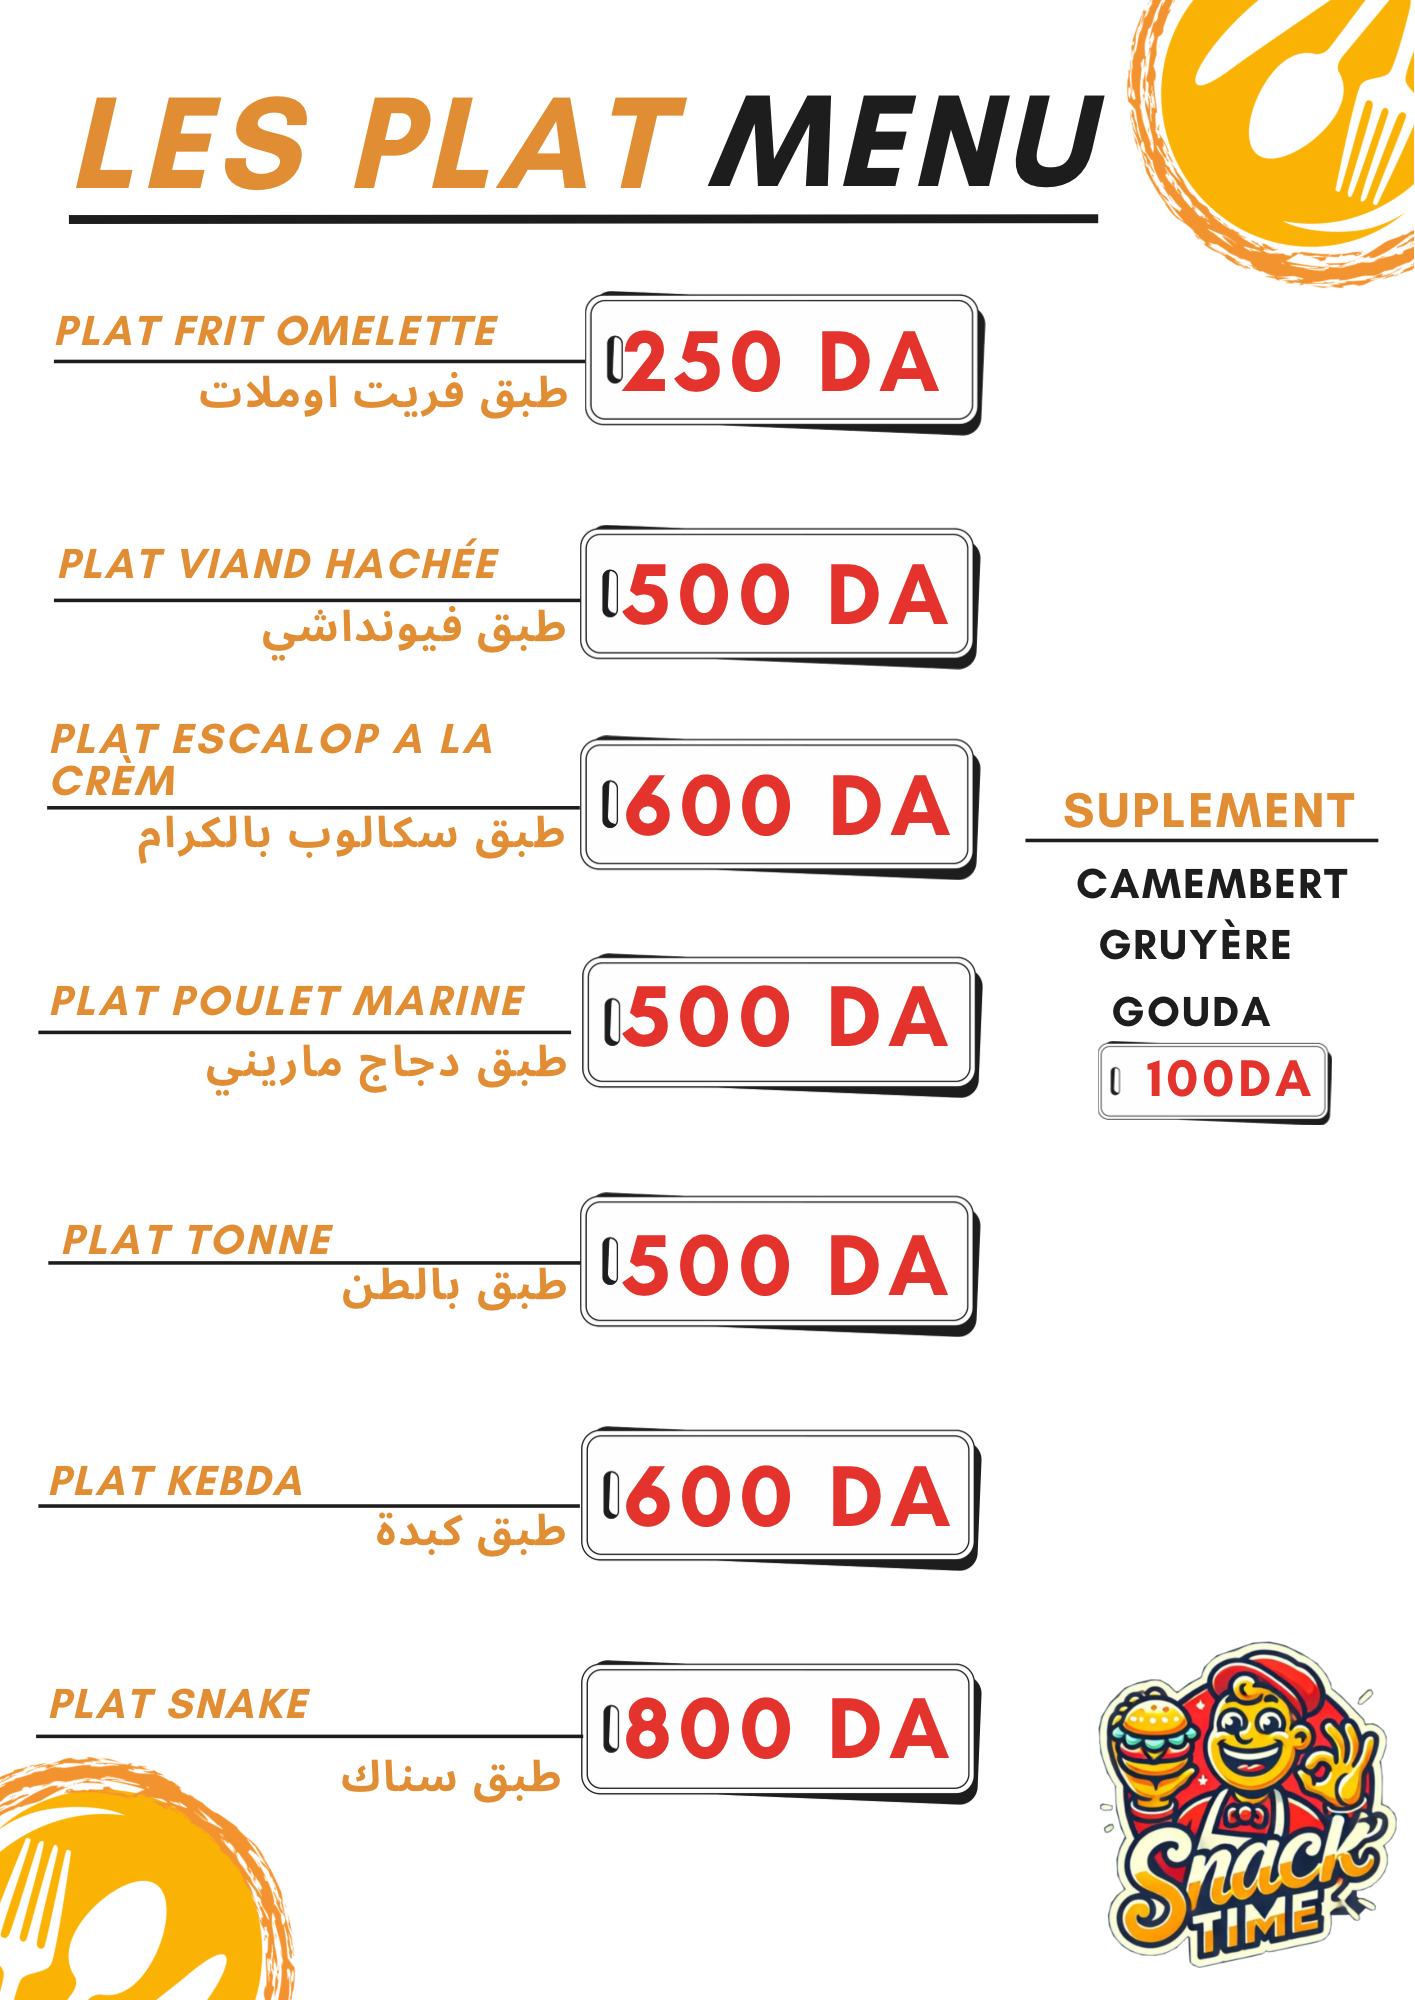 LES PLAT MENU
PLAT FRIT OMELETTE
250 DA
طبق فريت اوملات
PLAT VIAND HACHÉE
500 DA
طبق فيونداشي
PLAT ESCALOP A LA
CRÈM
600 DA
طبق سكالوب بالكرام
PLAT POULET MARINE
500 DA
طبق دجاج ماريني
PLAT TONNE
500 DA
طبق بالطن
PLAT KEBDA
600 DA
طبق كبدة
PLAT SNAKE
800 DA
طبق سناك
SUPLEMENT
CAMEMBERT
GRUYÈRE
GOUDA
100DA
Snack
TIME